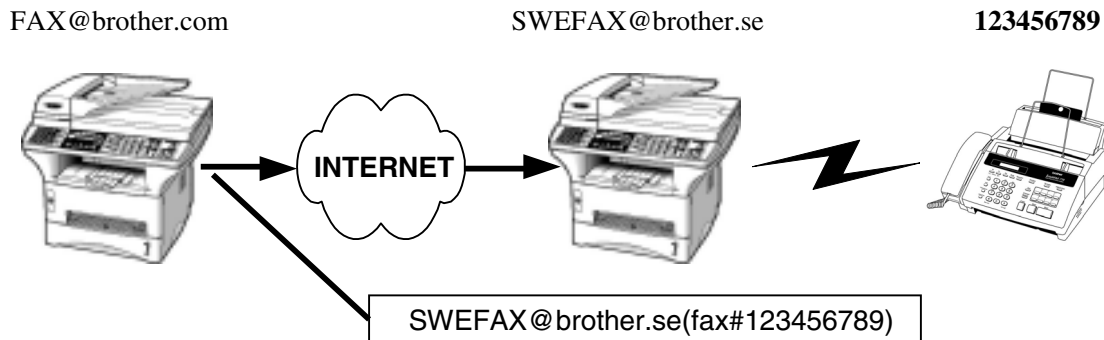 FAX@brother.com SWEFAX@brother.se 123456789
INTERNET
SWEFAX@brother.se(fax#123456789)